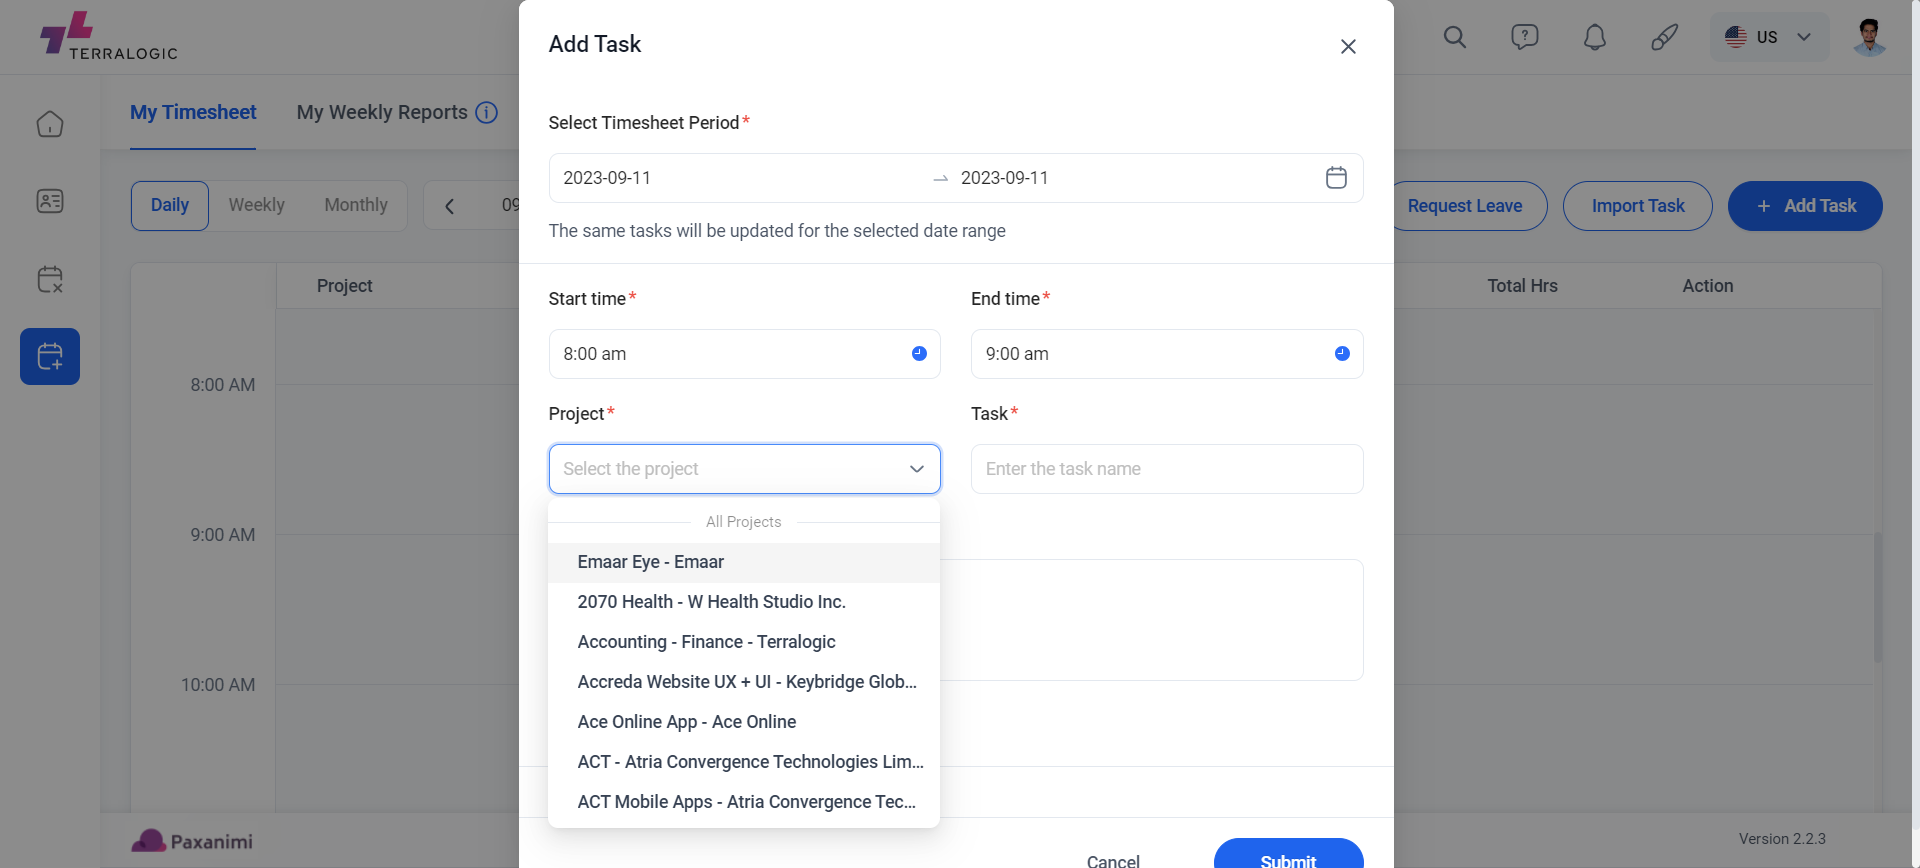 TERRALOGIC
Add Task
US
My Timesheet
My Weekly Reports
Select Timesheet Period*
2023-09-11 → 2023-09-11
The same tasks will be updated for the selected date range
Daily
Weekly
Monthly
09
Request Leave
Import Task
+ Add Task
Project
Total Hrs
Action
8:00 AM
9:00 AM
10:00 AM
Start time*
End time*
8:00 am
9:00 am
Project*
Task*
Select the project
Enter the task name
All Projects
Emaar Eye - Emaar
2070 Health - W Health Studio Inc.
Accounting - Finance - Terralogic
Accreda Website UX + UI - Keybridge Glob...
Ace Online App - Ace Online
ACT - Atria Convergence Technologies Lim...
ACT Mobile Apps - Atria Convergence Tec...
Cancel
Submit
Paxanimi
Version 2.2.3